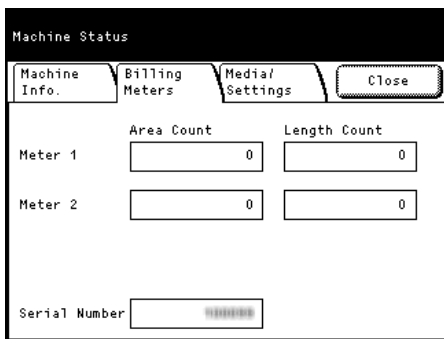 Machine Status
Machine Info.
Billing Meters
Media/ Settings
Close
Area Count Length Count
Meter 1 0 0
Meter 2 0 0
Serial Number